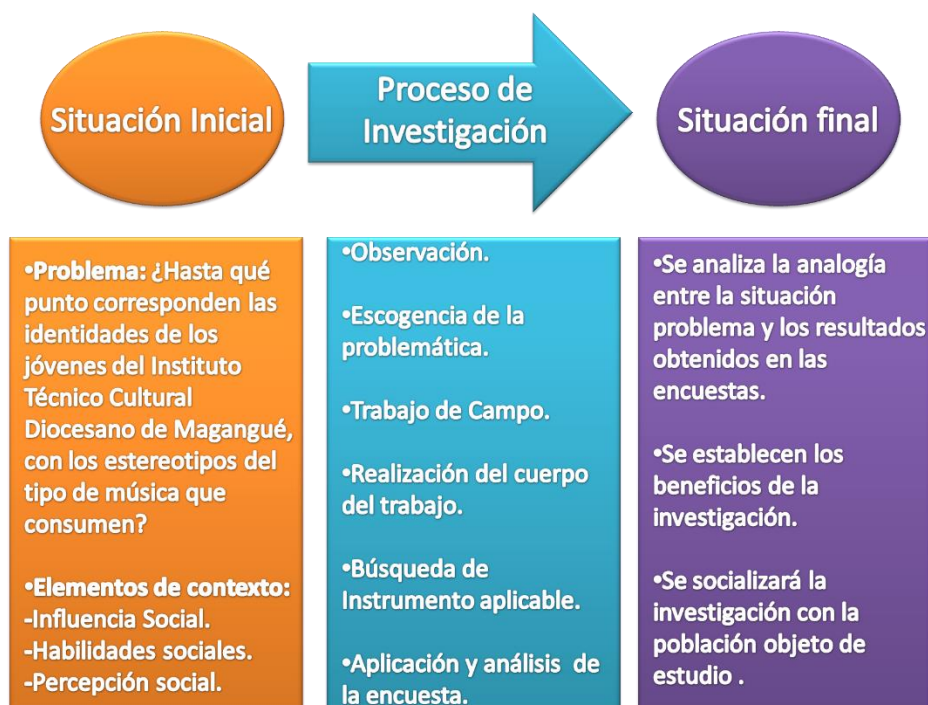 Situación Inicial
Proceso de
Investigación
Situación final
•Problema: ¿Hasta qué
punto corresponden las
identidades de los
jóvenes del Instituto
Técnico Cultural
Diocesano de Magangué,
con los estereotipos del
tipo de música que
consumen?
•Elementos de contexto:
-Influencia Social.
-Habilidades sociales.
-Percepción social.
•Observación.
•Escogencia de la
problemática.
•Trabajo de Campo.
•Realización del cuerpo
del trabajo.
•Búsqueda de
Instrumento aplicable.
•Aplicación y análisis de
la encuesta.
•Se analiza la analogía
entre la situación
problema y los resultados
obtenidos en las
encuestas.
•Se establecen los
beneficios de la
investigación.
•Se socializará la
investigación con la
población objeto de
estudio .